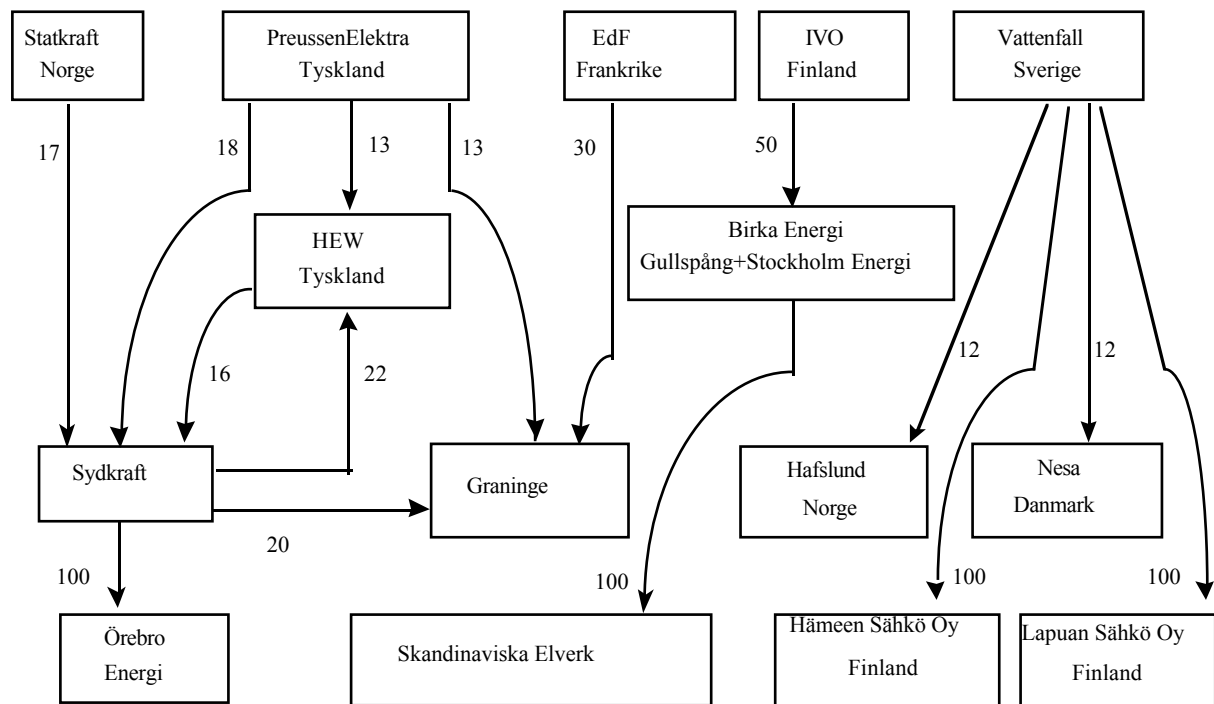 Statkraft
Norge
PreussenElektra
Tyskland
EdF
Frankrike
IVO
Finland
Vattenfall
Sverige
17
18
13
13
30
50
HEW
Tyskland
Birka Energi
Gullspång+Stockholm Energi
16
22
12
12
Sydkraft
Graninge
Hafslund
Norge
Nesa
Danmark
20
100
100
100
100
Örebro
Energi
Skandinaviska Elverk
Hämeen Sähkö Oy
Finland
Lapuan Sähkö Oy
Finland